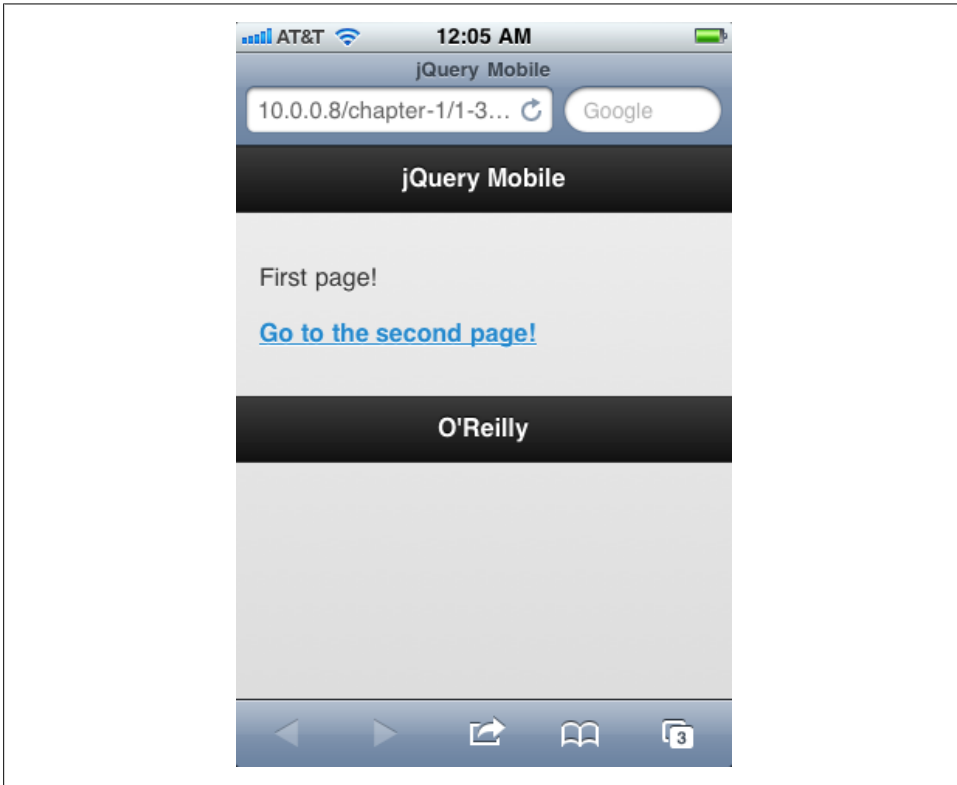 AT&T 12:05 AM
jQuery Mobile
10.0.0.8/chapter-1/1-3... Google
jQuery Mobile
First page!
Go to the second page!
O'Reilly
3